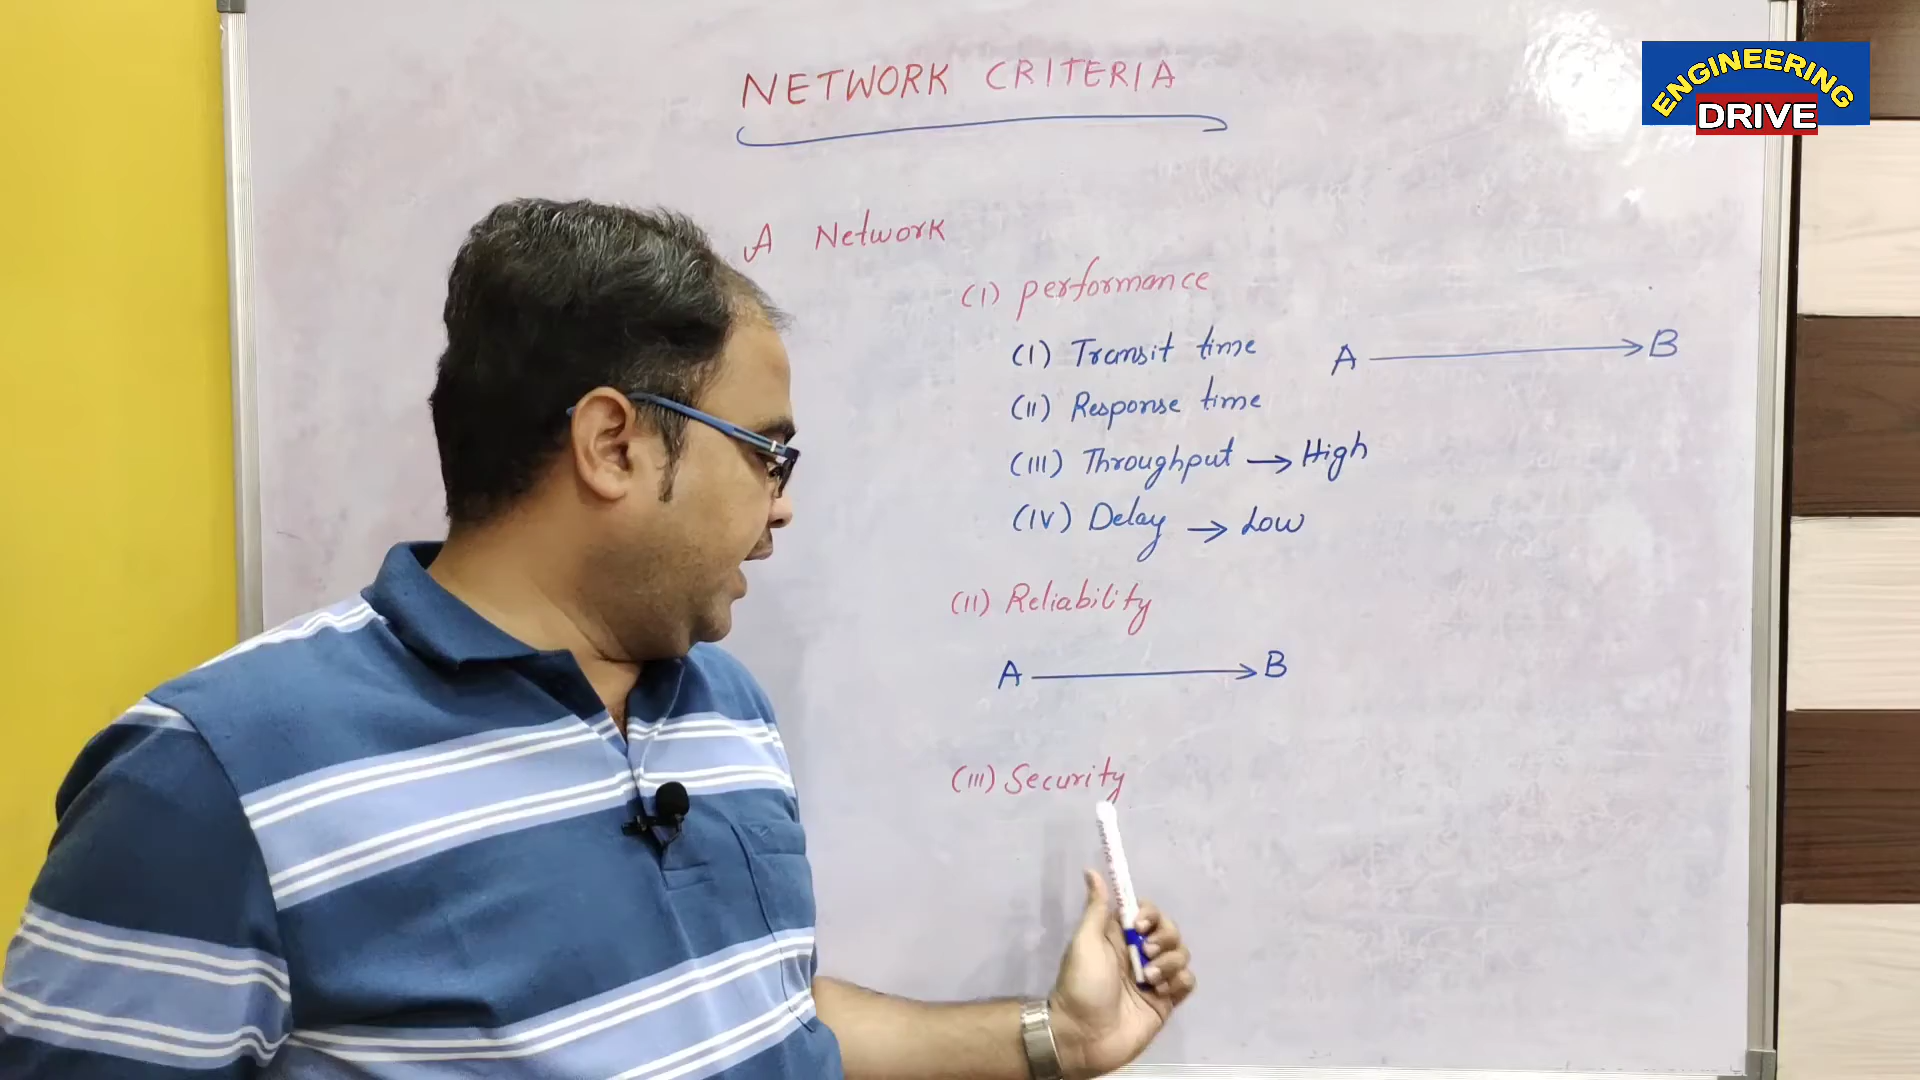 NETWORK CRITERIA
ENGINEERING
DRIVE
A Network
(I) performance
(I) Transit time A → B
(II) Response time
(III) Throughput → High
(IV) Delay → Low
(II) Reliability
A → B
(III) Security